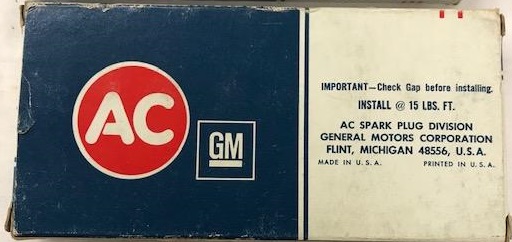 AC
GM
IMPORTANT—Check Gap before installing.
INSTALL @ 15 LBS. FT.
AC SPARK PLUG DIVISION
GENERAL MOTORS CORPORATION
FLINT, MICHIGAN 48556, U.S.A.
MADE IN U.S.A. PRINTED IN U.S.A.